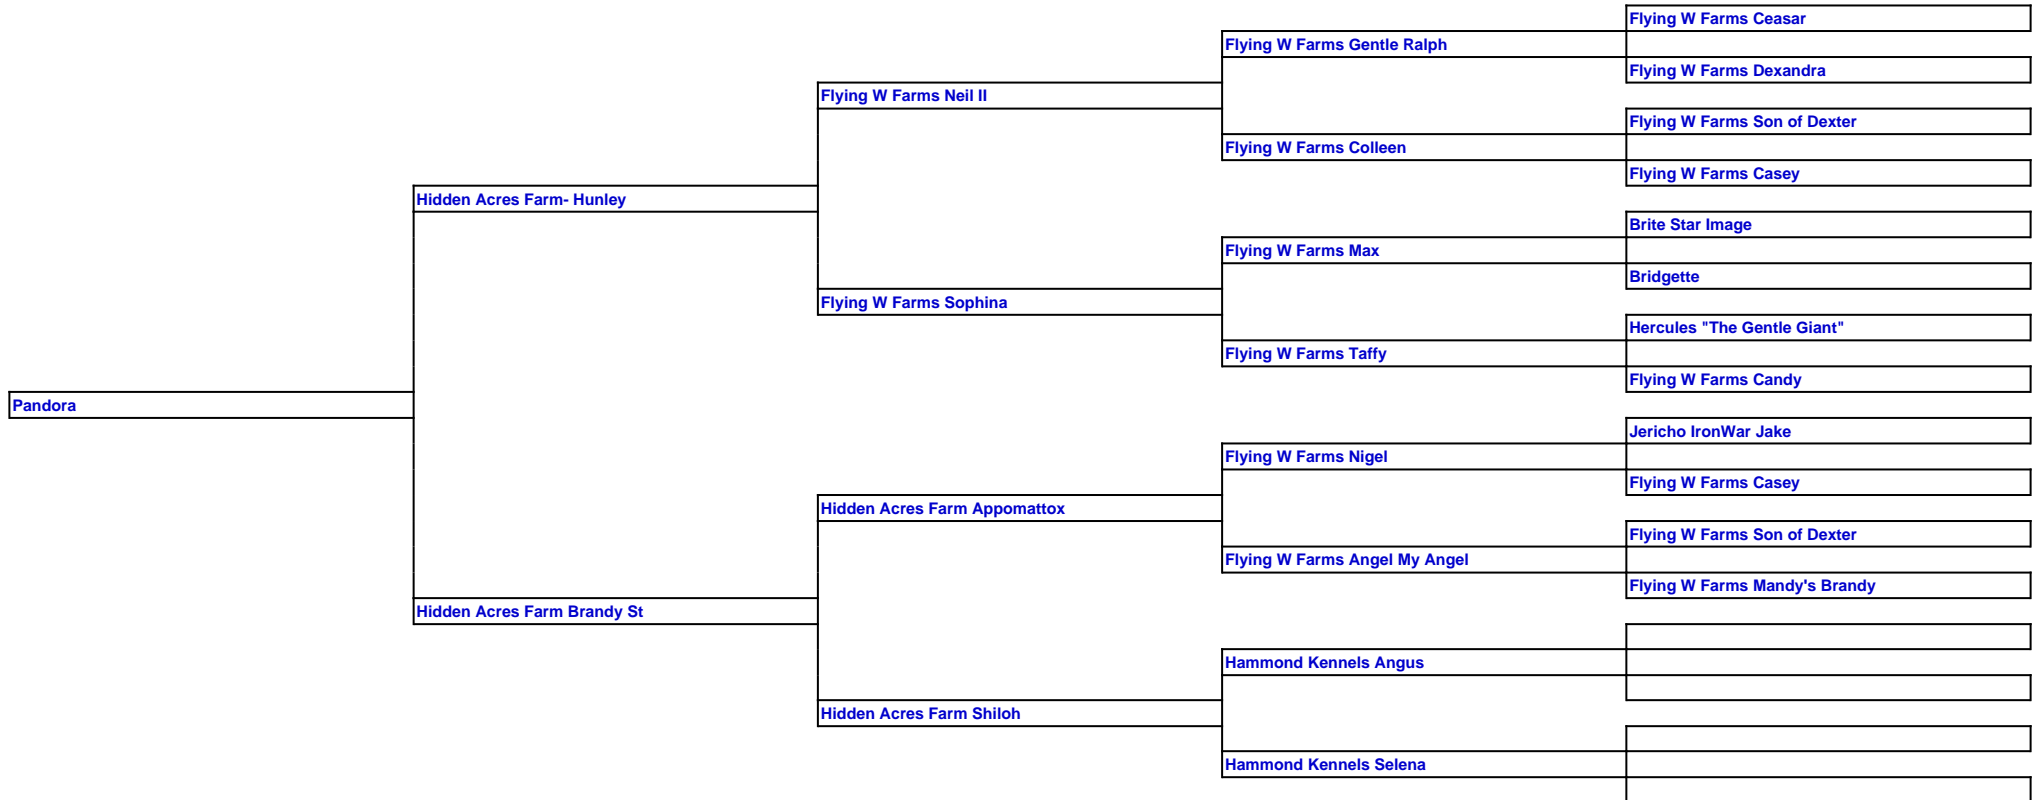 Flying W Farms Ceasar
Flying W Farms Gentle Ralph
Flying W Farms Dexandra
Flying W Farms Neil II
Flying W Farms Son of Dexter
Flying W Farms Colleen
Flying W Farms Casey
Hidden Acres Farm- Hunley
Brite Star Image
Flying W Farms Max
Bridgette
Flying W Farms Sophina
Hercules "The Gentle Giant"
Flying W Farms Taffy
Flying W Farms Candy
Pandora
Jericho IronWar Jake
Flying W Farms Nigel
Flying W Farms Casey
Hidden Acres Farm Appomattox
Flying W Farms Son of Dexter
Flying W Farms Angel My Angel
Flying W Farms Mandy's Brandy
Hidden Acres Farm Brandy St
Hammond Kennels Angus
Hidden Acres Farm Shiloh
Hammond Kennels Selena